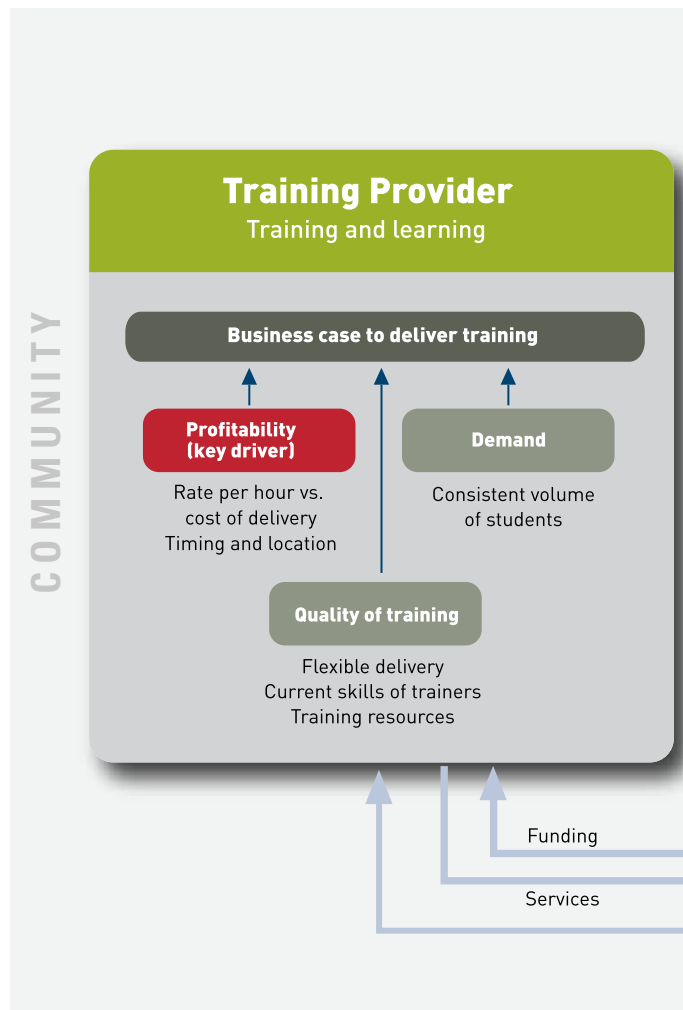 COMMUNITY
Training Provider
Training and learning
Business case to deliver training
Profitability
(key driver)
Rate per hour vs.
cost of delivery
Timing and location
Demand
Consistent volume
of students
Quality of training
Flexible delivery
Current skills of trainers
Training resources
Funding
Services